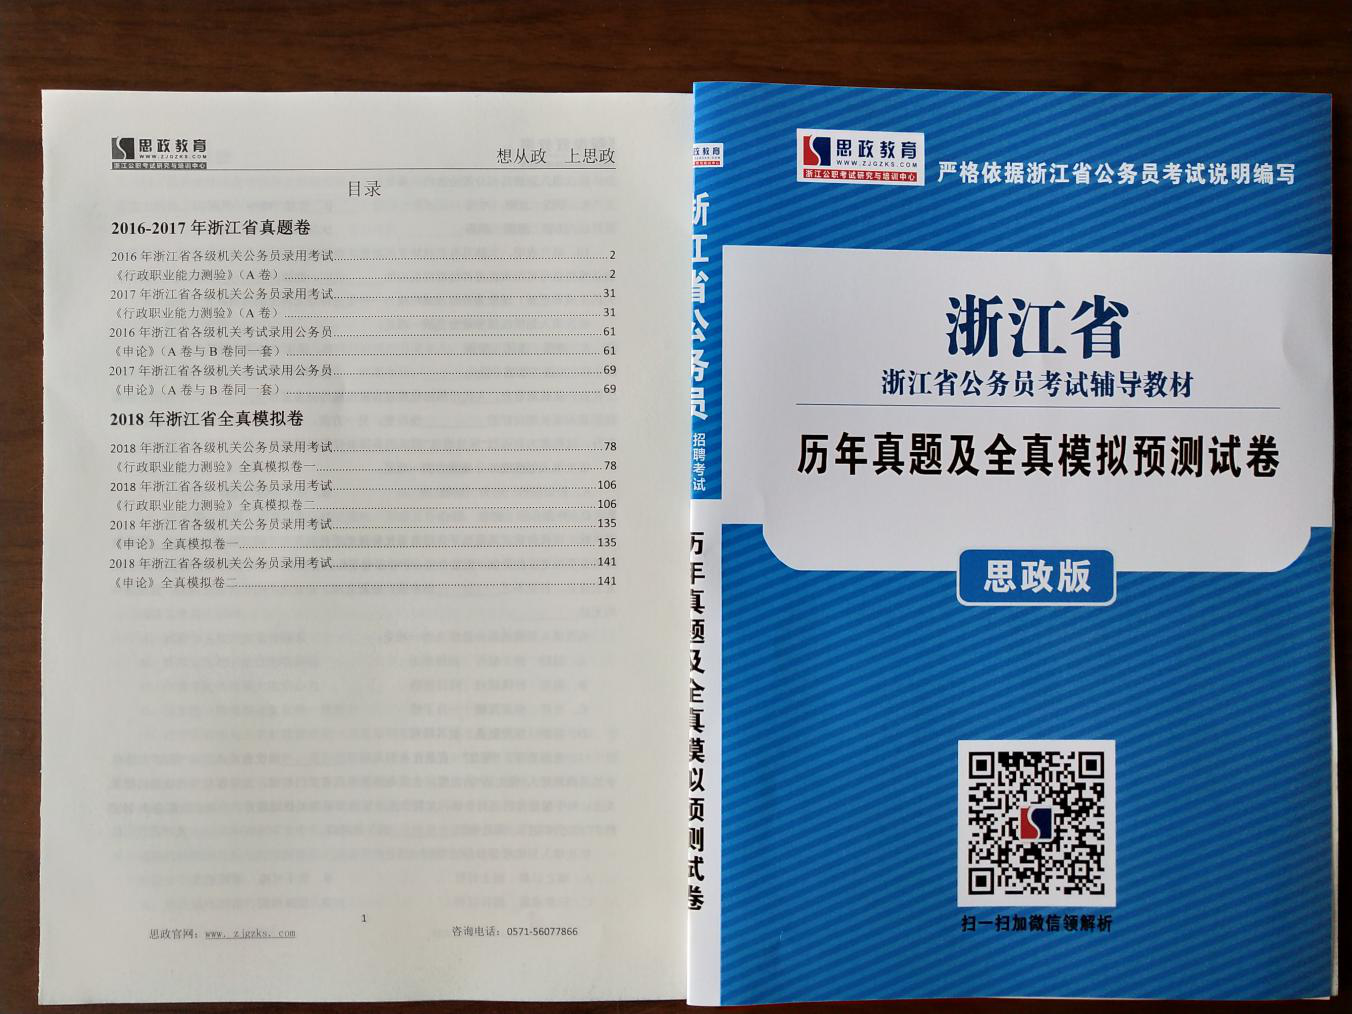 思政教育
WWW.ZJGZKS.COM
浙江公职考试研究与培训中心
想从政 上思政
目录
2016-2017 年浙江省真题卷
2016 年浙江省各级机关公务员录用考试 2
《行政职业能力测验》（A 卷） 2
2017 年浙江省各级机关公务员录用考试 31
《行政职业能力测验》（A 卷） 31
2016 年浙江省各级机关考试录用公务员 61
《申论》（A 卷与 B 卷同一套） 61
2017 年浙江省各级机关考试录用公务员 69
《申论》（A 卷与 B 卷同一套） 69
2018 年浙江省全真模拟卷
2018 年浙江省各级机关公务员录用考试 78
《行政职业能力测验》全真模拟卷一 78
2018 年浙江省各级机关公务员录用考试 106
《行政职业能力测验》全真模拟卷二 106
2018 年浙江省各级机关公务员录用考试 135
《申论》全真模拟卷一 135
2018 年浙江省各级机关公务员录用考试 141
《申论》全真模拟卷二 141
1
思政官网：www.zjgzks.com
咨询电话：0571-56077866
政教育
浙江省公务员
招聘考试
历年真题及全真模拟预测试卷
思政教育
WWW.ZJGZKS.COM
浙江公职考试研究与培训中心
严格依据浙江省公务员考试说明编写
浙江省
浙江省公务员考试辅导教材
历年真题及全真模拟预测试卷
思政版
扫一扫加微信领解析